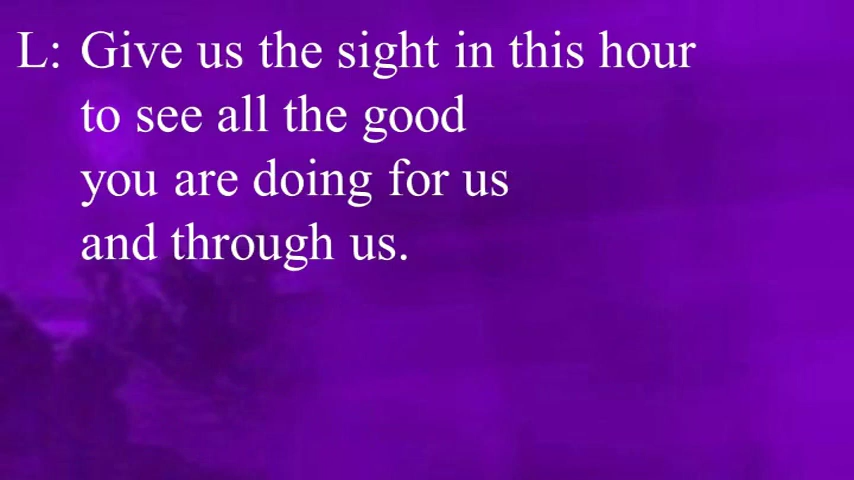 L: Give us the sight in this hour
to see all the good
you are doing for us
and through us.